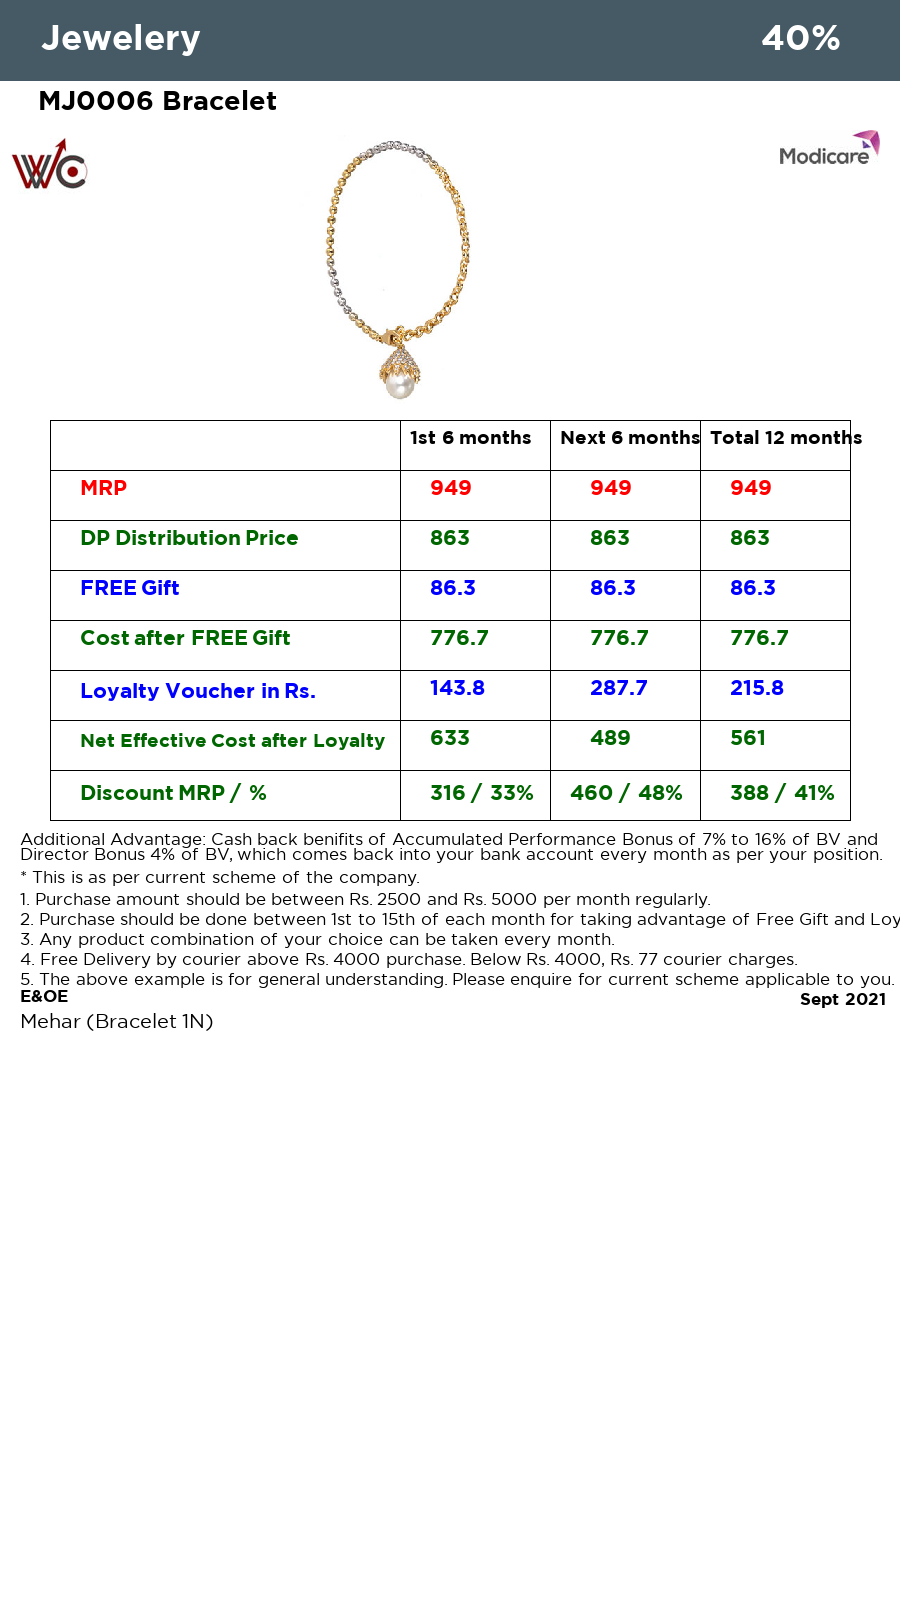 Jewelery 40%
MJ0006 Bracelet
WC
Modicare
1st 6 months Next 6 months Total 12 months
MRP 949 949 949
DP Distribution Price 863 863 863
FREE Gift 86.3 86.3 86.3
Cost after FREE Gift 776.7 776.7 776.7
Loyalty Voucher in Rs. 143.8 287.7 215.8
Net Effective Cost after Loyalty 633 489 561
Discount MRP / % 316 / 33% 460 / 48% 388 / 41%
Additional Advantage: Cash back benifits of Accumulated Performance Bonus of 7% to 16% of BV and
Director Bonus 4% of BV, which comes back into your bank account every month as per your position.
* This is as per current scheme of the company.
1. Purchase amount should be between Rs. 2500 and Rs. 5000 per month regularly.
2. Purchase should be done between 1st to 15th of each month for taking advantage of Free Gift and Loy
3. Any product combination of your choice can be taken every month.
4. Free Delivery by courier above Rs. 4000 purchase. Below Rs. 4000, Rs. 77 courier charges.
5. The above example is for general understanding. Please enquire for current scheme applicable to you.
E&OE
Sept 2021
Mehar (Bracelet 1N)